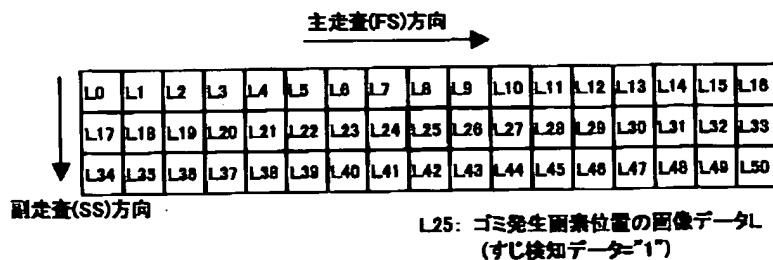 主走査(FS)方向
L0 L1 L2 L3 L4 L5 L6 L7 L8 L9 L10 L11 L12 L13 L14 L15 L16
L17 L18 L19 L20 L21 L22 L23 L24 L25 L26 L27 L28 L29 L30 L31 L32 L33
L34 L35 L36 L37 L38 L39 L40 L41 L42 L43 L44 L45 L46 L47 L48 L49 L50
副走査(SS)方向
L25: ゴミ発生画素位置の画像データL
(すじ検知データ="1")